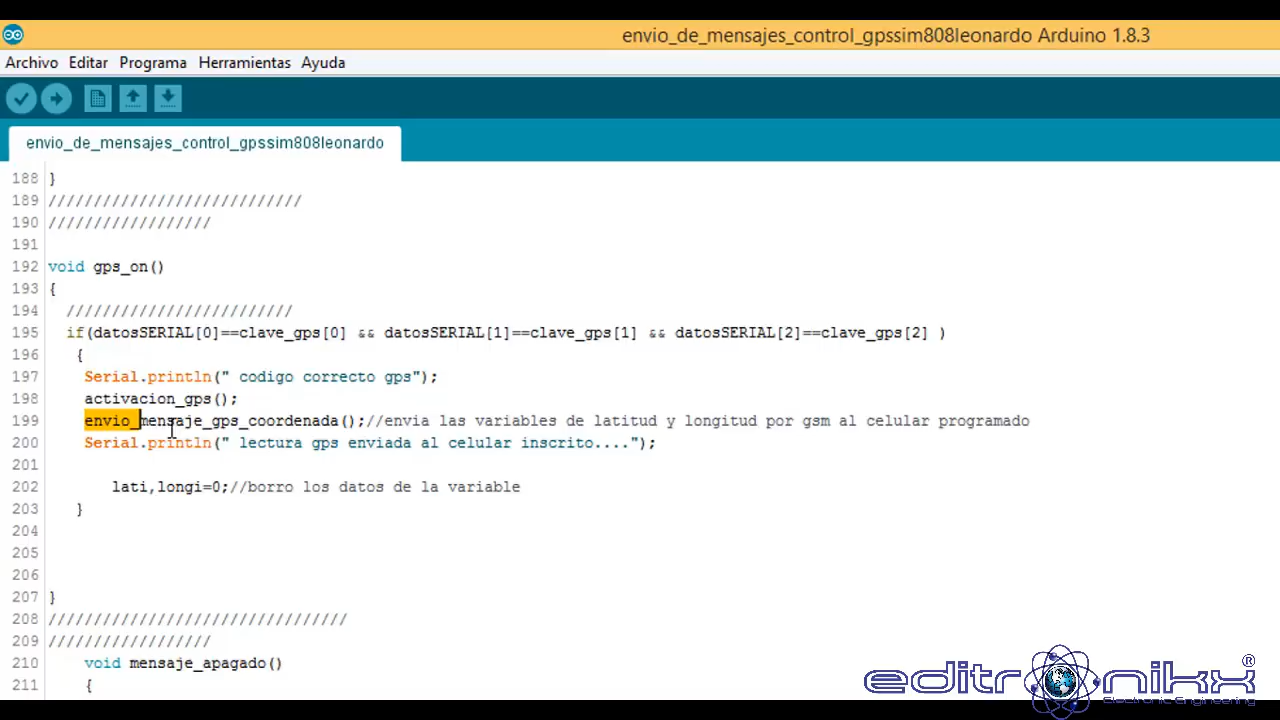 envio_de_mensajes_control_gpssim808leonardo Arduino 1.8.3
Archivo Editar Programa Herramientas Ayuda
envio_de_mensajes_control_gpssim808leonardo
188 }
189 ////////////////////////////
190 //////////////////
191
192 void gps_on()
193 {
194 /////////////////////////
195 if(datosSERIAL[0]==clave_gps[0] && datosSERIAL[1]==clave_gps[1] && datosSERIAL[2]==clave_gps[2] )
196 {
197 Serial.println(" codigo correcto gps");
198 activacion_gps();
199 envio_mensaje_gps_coordenada();//envia las variables de latitud y longitud por gsm al celular programado
200 Serial.println(" lectura gps enviada al celular inscrito....");
201
202 lati,longi=0;//borro los datos de la variable
203 }
204
205
206
207 }
208 /////////////////////////////////
209 //////////////////
210 void mensaje_apagado()
211 {
editronikx®
Electronic Engineering